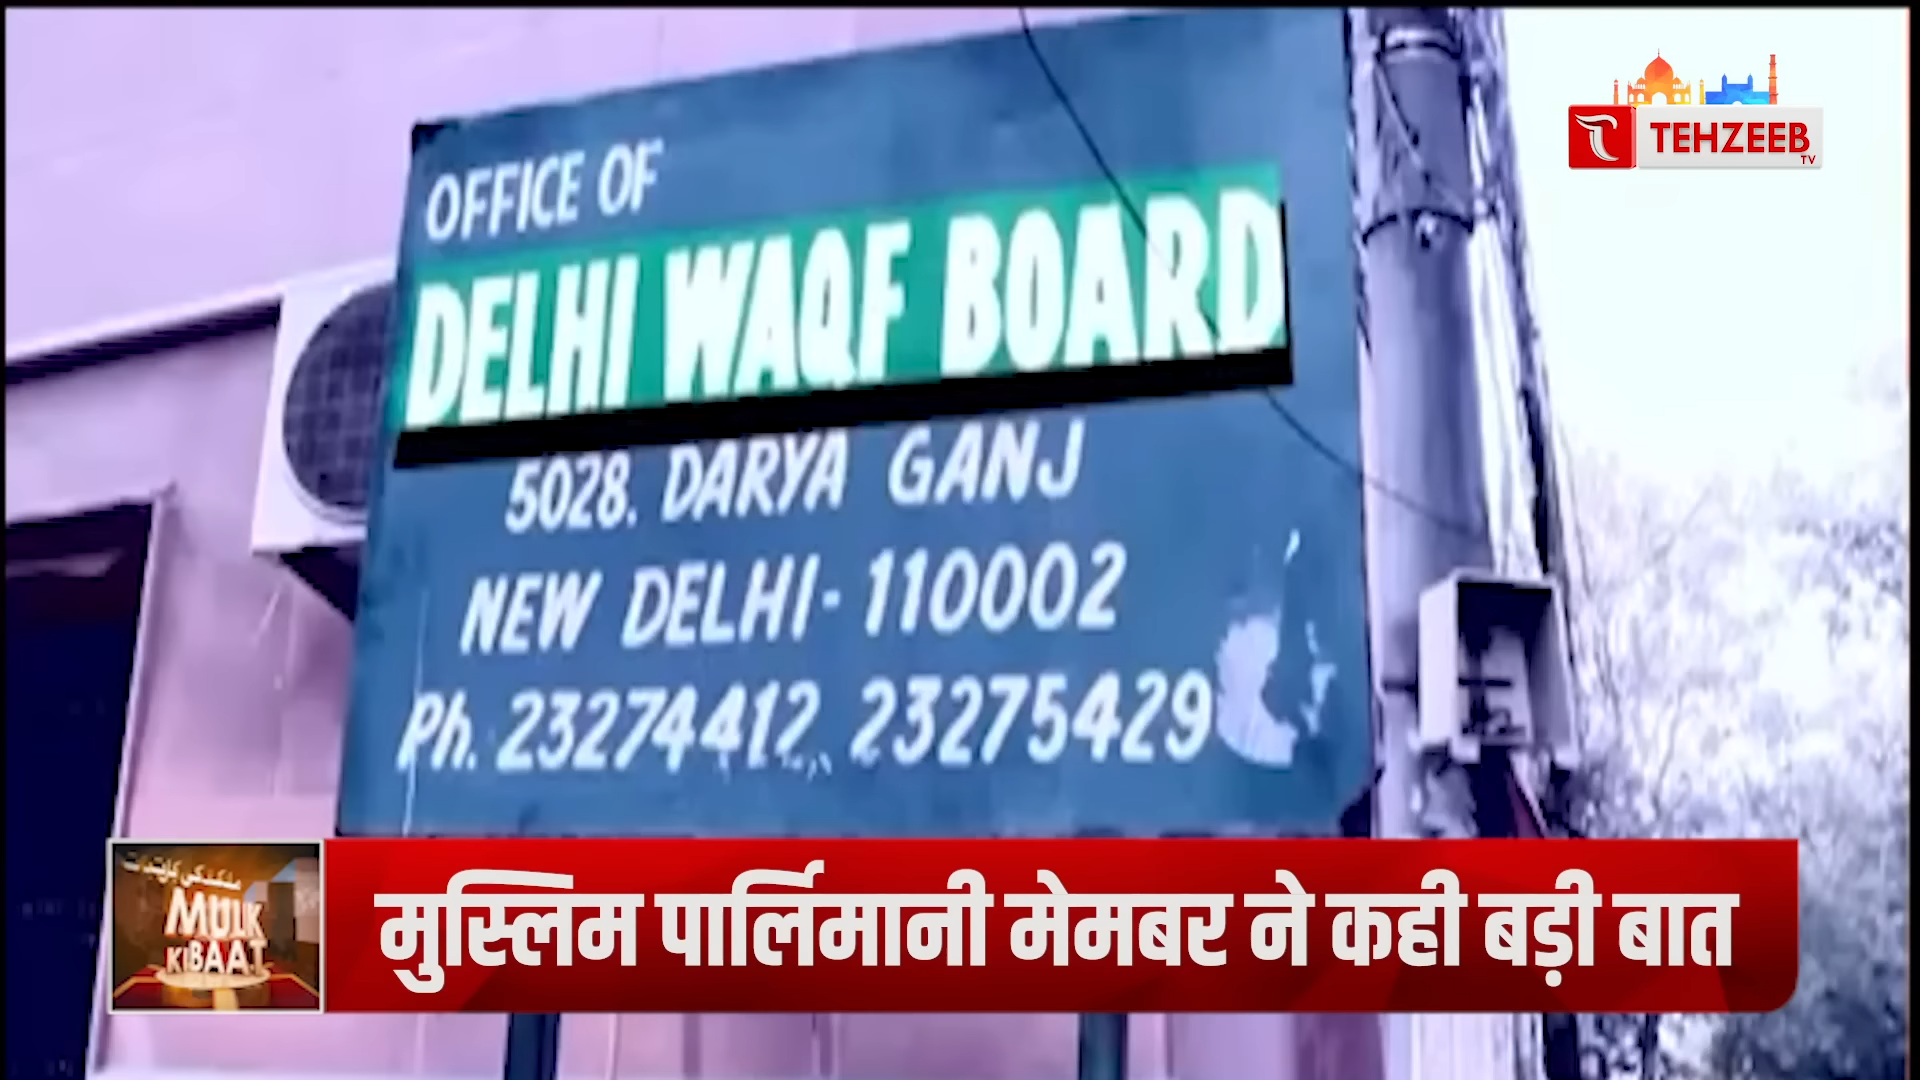 TEHZEEB
TV
OFFICE OF
DELHI WAQF BOARD
5028. DARYA GANJ
NEW DELHI- 110002
Ph. 23274412, 23275429
MULK
KI BAAT
मुस्लिम पार्लिमानी मेमबर ने कही बड़ी बात